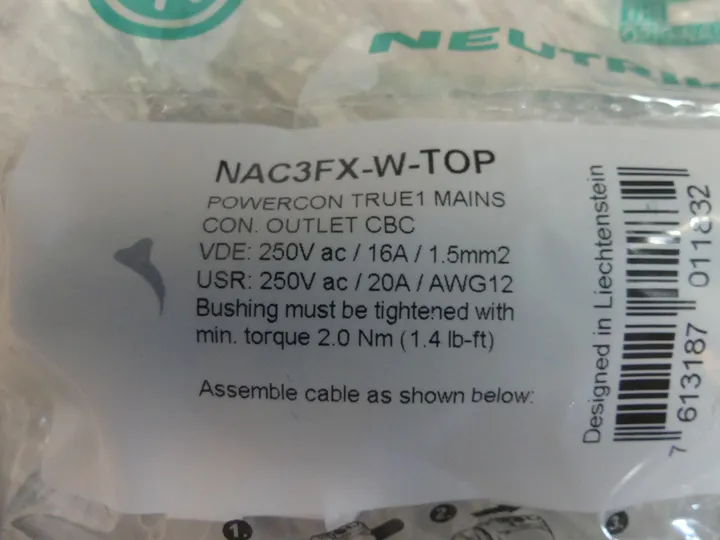 NEUTRIK
NAC3FX-W-TOP
POWERCON TRUE1 MAINS
CON. OUTLET CBC
VDE: 250V ac / 16A / 1.5mm2
USR: 250V ac / 20A / AWG12
Bushing must be tightened with
min. torque 2.0 Nm (1.4 lb-ft)
Assemble cable as shown below:
1.
2.
3.
Designed in Liechtenstein
7 613187 011832